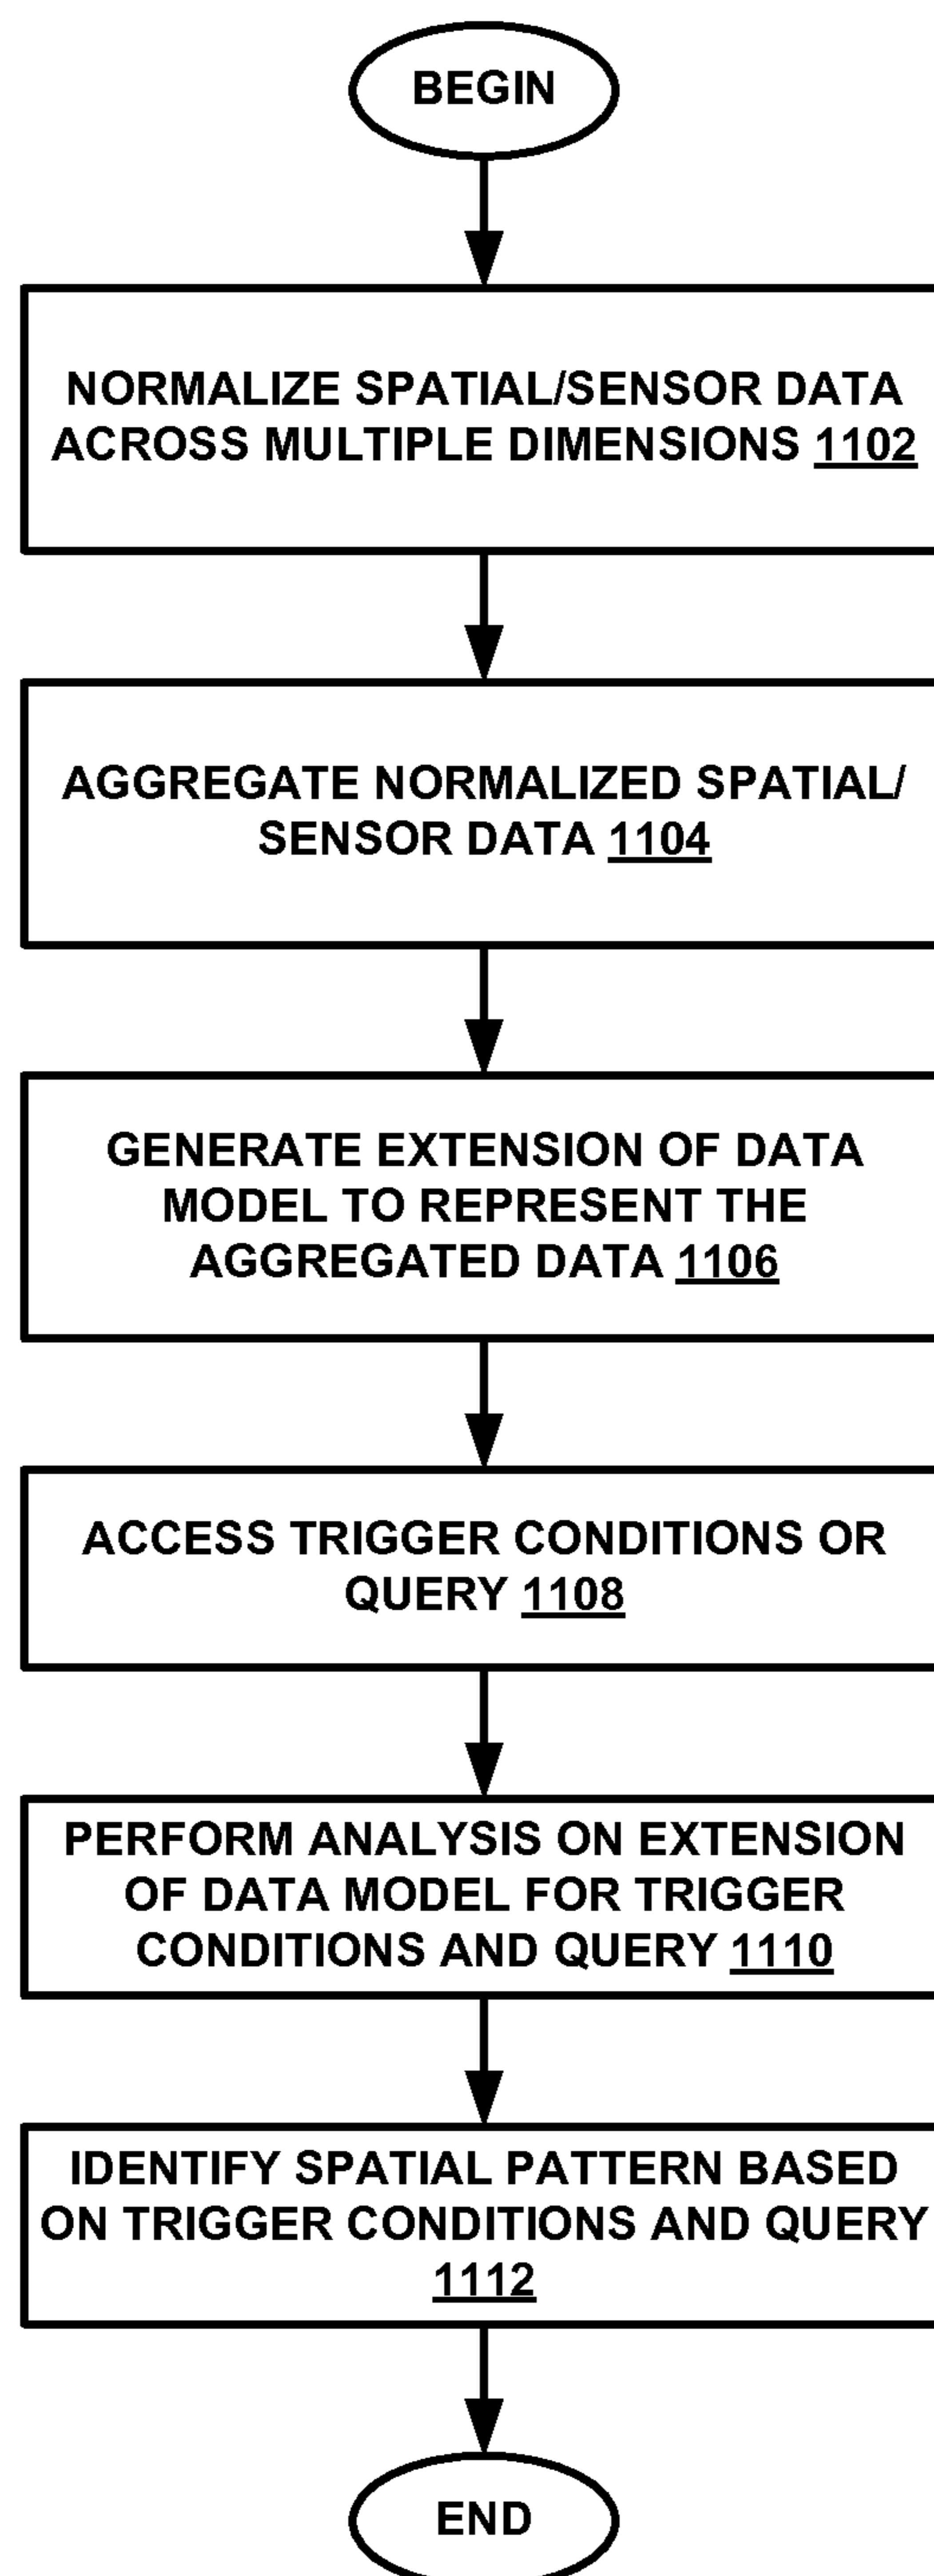 BEGIN
NORMALIZE SPATIAL/SENSOR DATA
ACROSS MULTIPLE DIMENSIONS 1102
AGGREGATE NORMALIZED SPATIAL/
SENSOR DATA 1104
GENERATE EXTENSION OF DATA
MODEL TO REPRESENT THE
AGGREGATED DATA 1106
ACCESS TRIGGER CONDITIONS OR
QUERY 1108
PERFORM ANALYSIS ON EXTENSION
OF DATA MODEL FOR TRIGGER
CONDITIONS AND QUERY 1110
IDENTIFY SPATIAL PATTERN BASED
ON TRIGGER CONDITIONS AND QUERY
1112
END